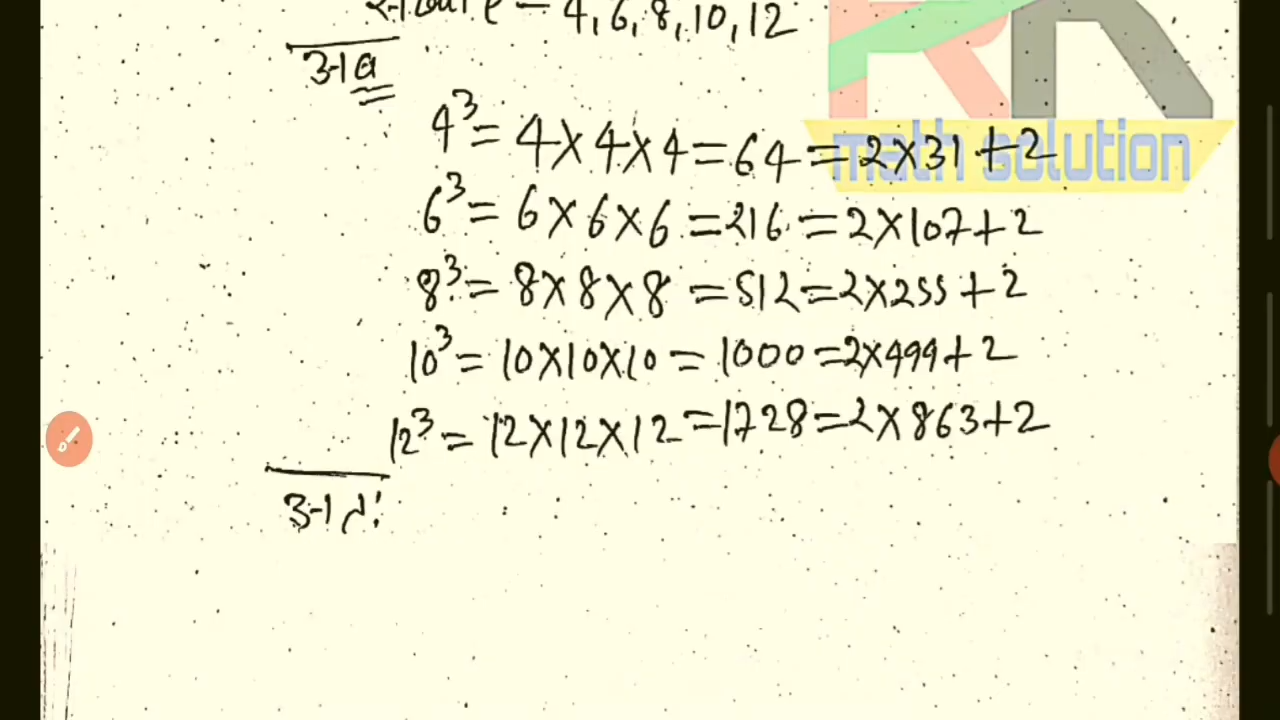 4, 6, 8, 10, 12
4³ = 4×4×4 = 64 = 2×31+2
6³ = 6×6×6 = 216 = 2×107+2
8³ = 8×8×8 = 512 = 2×255+2
10³ = 10×10×10 = 1000 = 2×499+2
12³ = 12×12×12 = 1728 = 2×863+2
math solution